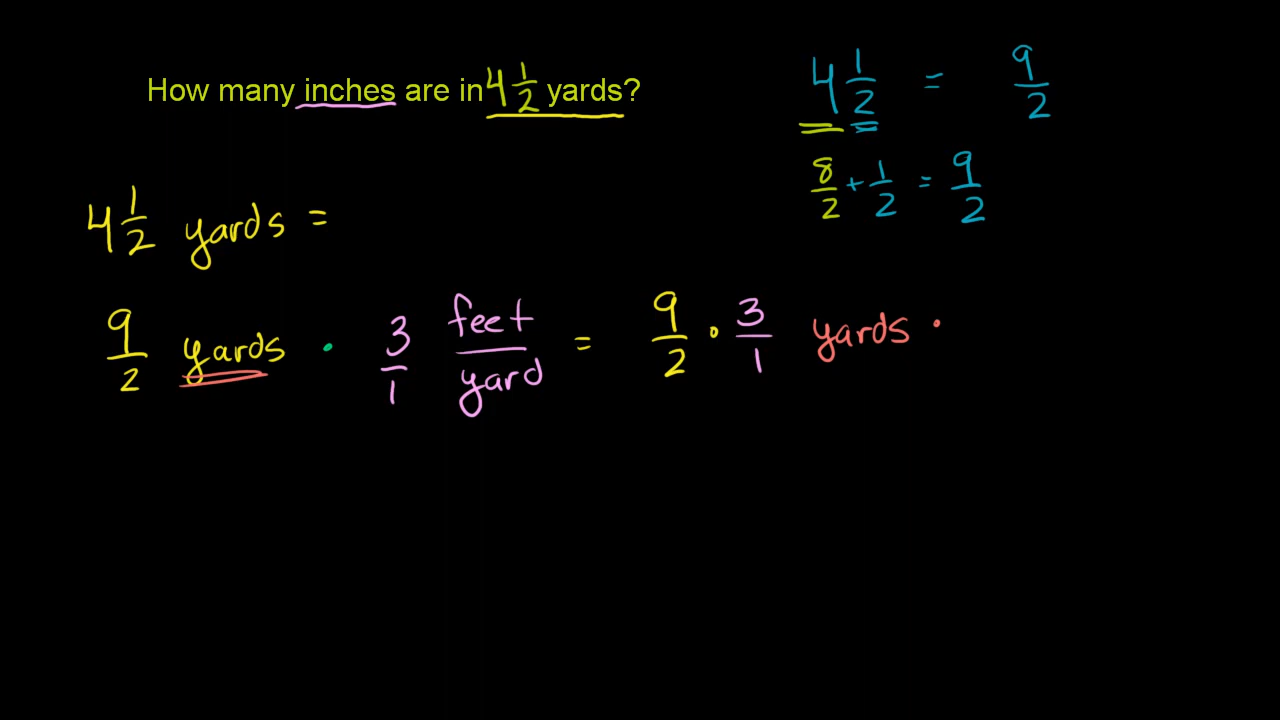 How many inches are in 4 1/2 yards?
4 1/2 = 9/2
8/2 + 1/2 = 9/2
4 1/2 yards =
9/2 yards · 3/1 feet/yard = 9/2 · 3/1 yards ·